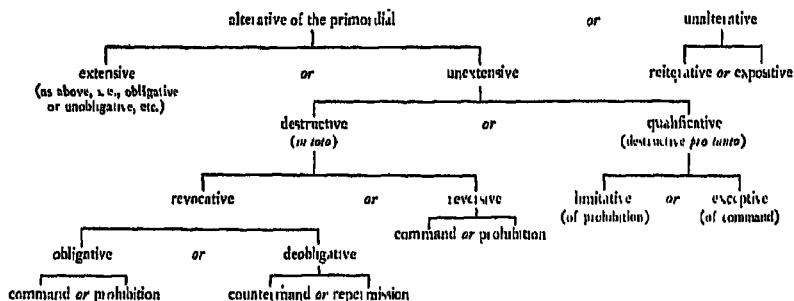 alterative of the primordial or unalterative
extensive or unextensive reiterative or expositive
(as above, i. e., obligative
or unobligative, etc.)
destructive or qualificative
(in toto) (destructive pro tanto)
revocative or reversive limitative or exceptive
(of prohibition) (of command)
command or prohibition
obligative or deobligative
command or prohibition countermand or repermission